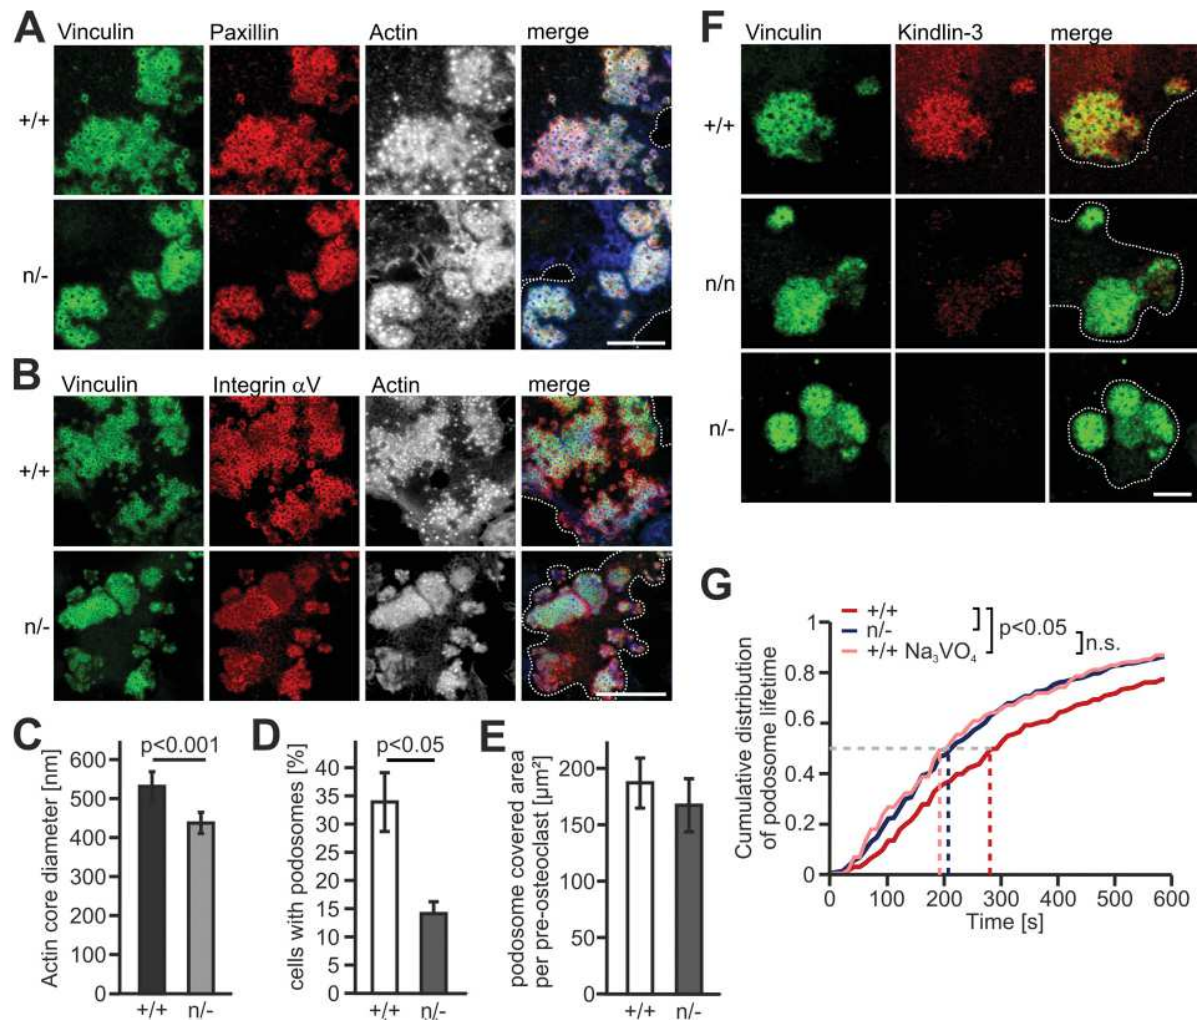 A
Vinculin
Paxillin
Actin
merge
+/+
n/-
B
Vinculin
Integrin αV
Actin
merge
+/+
n/-
C
Actin core diameter [nm]
600
500
400
300
200
100
0
p<0.001
+/+
n/-
D
cells with podosomes [%]
40
35
30
25
20
15
10
5
0
p<0.05
+/+
n/-
E
podosome covered area
per pre-osteoclast [µm²]
200
150
100
50
0
+/+
n/-
F
Vinculin
Kindlin-3
merge
+/+
n/n
n/-
G
+/+
n/-
+/+ Na₃VO₄
p<0.05
n.s.
Cumulative distribution
of podosome lifetime
1
0.8
0.6
0.4
0.2
0
0
100
200
300
400
500
600
Time [s]